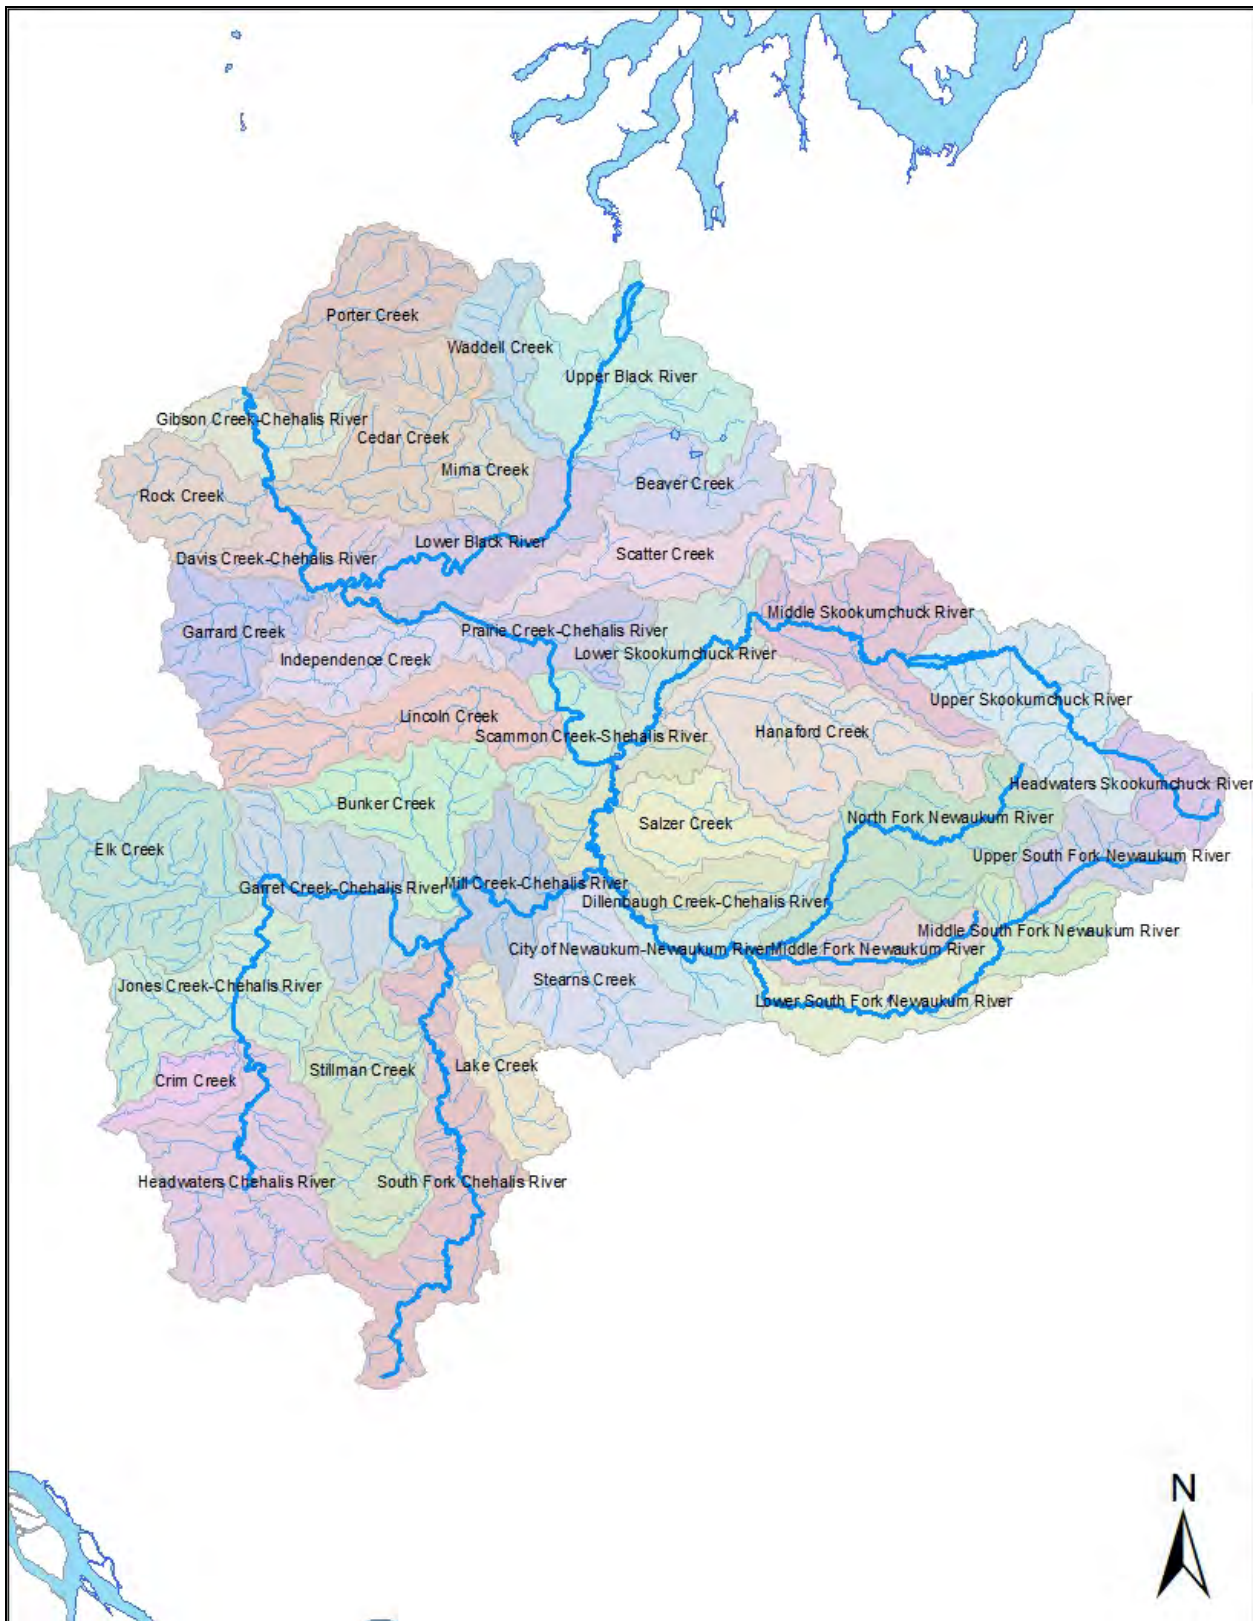 Porter Creek
Waddell Creek
Upper Black River
Gibson Creek-Chehalis River
Cedar Creek
Mima Creek
Beaver Creek
Rock Creek
Lower Black River
Scatter Creek
Davis Creek-Chehalis River
Middle Skookumchuck River
Garrard Creek
Prairie Creek-Chehalis River
Independence Creek
Lower Skookumchuck River
Upper Skookumchuck River
Lincoln Creek
Scammon Creek-Shehalis River
Hanaford Creek
Headwaters Skookumchuck River
Bunker Creek
North Fork Newaukum River
Salzer Creek
Elk Creek
Upper South Fork Newaukum River
Garret Creek-Chehalis River
Mill Creek-Chehalis River
Dillenbaugh Creek-Chehalis River
Middle South Fork Newaukum River
City of Newaukum-Newaukum River
Middle Fork Newaukum River
Stearns Creek
Jones Creek-Chehalis River
Lower South Fork Newaukum River
Lake Creek
Stillman Creek
Crim Creek
Headwaters Chehalis River
South Fork Chehalis River
N